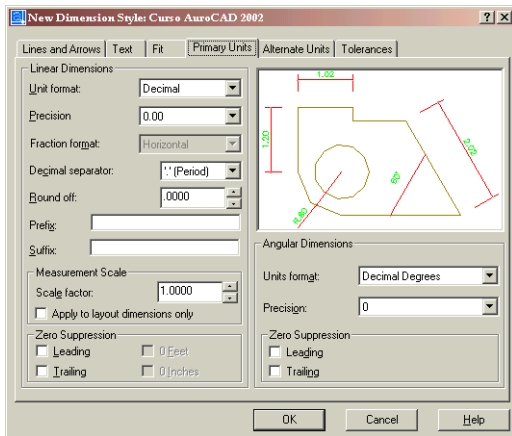 New Dimension Style: Curso AuroCAD 2002
Lines and Arrows Text Fit Primary Units Alternate Units Tolerances
Linear Dimensions
Unit format: Decimal
Precision 0.00
Fraction format: Horizontal
Decimal separator: '.' (Period)
Round off: .0000
Prefix:
Suffix:
Measurement Scale
Scale factor: 1.0000
Apply to layout dimensions only
Zero Suppression
Leading 0 Feet
Trailing 0 Inches
1.02
1.20
2.02
60°
R.80
Angular Dimensions
Units format: Decimal Degrees
Precision: 0
Zero Suppression
Leading
Trailing
OK Cancel Help